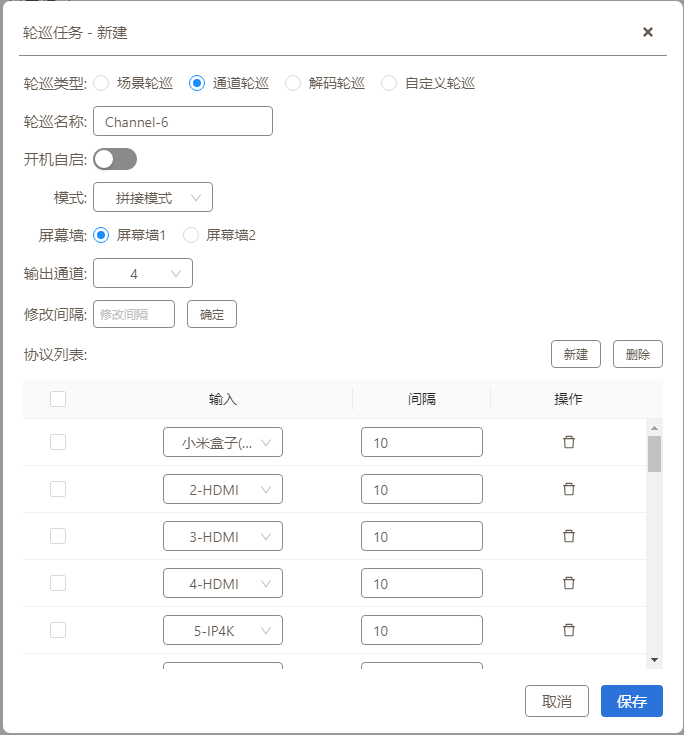 轮巡任务 - 新建
轮巡类型: 场景轮巡 通道轮巡 解码轮巡 自定义轮巡
轮巡名称: Channel-6
开机自启:
模式: 拼接模式
屏幕墙: 屏幕墙1 屏幕墙2
输出通道: 4
修改间隔: 修改间隔 确定
协议列表: 新建 删除
输入 间隔 操作
小米盒子(... 10
2-HDMI 10
3-HDMI 10
4-HDMI 10
5-IP4K 10
取消 保存